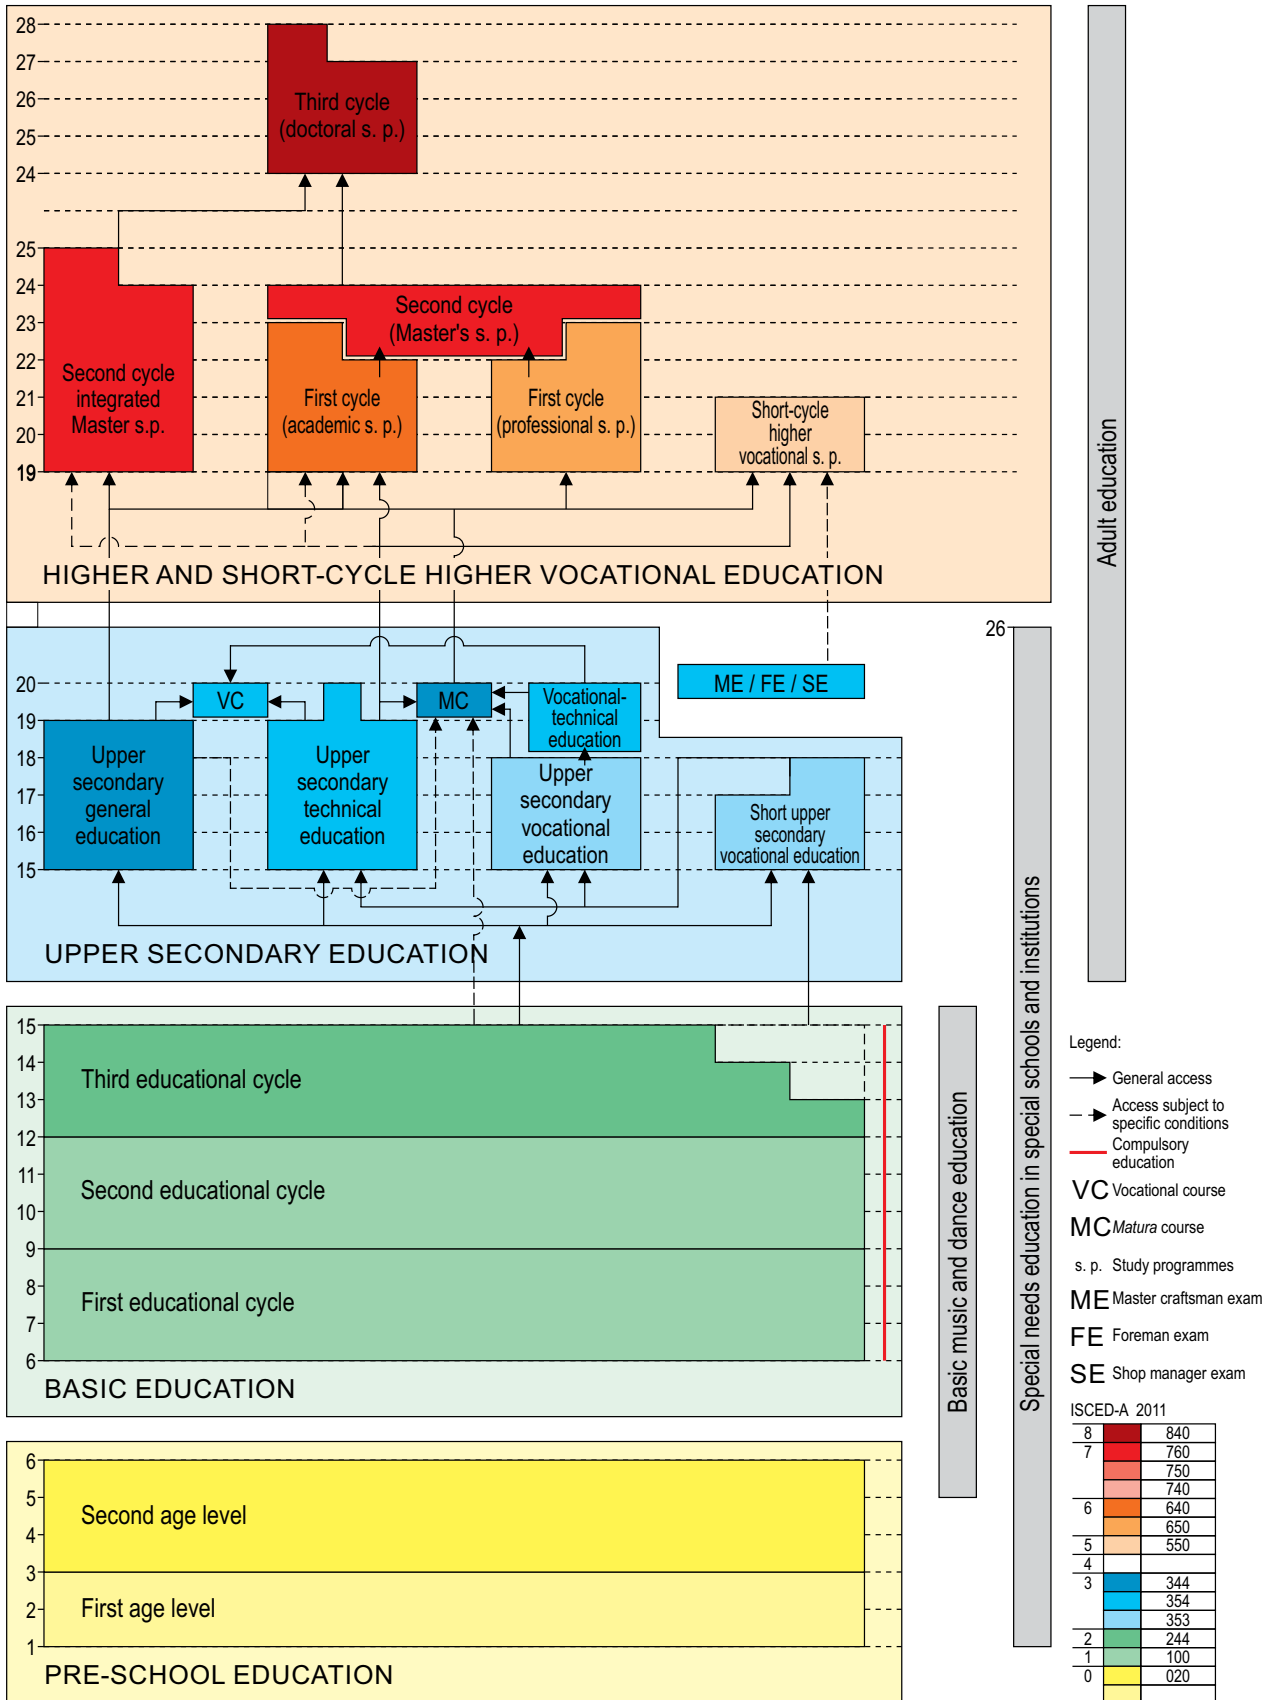 28
27
26
25
24
Third cycle
(doctoral s. p.)
25
24
23
22
21
20
19
Second cycle
integrated
Master s.p.
Second cycle
(Master's s. p.)
First cycle
(academic s. p.)
First cycle
(professional s. p.)
Short-cycle
higher
vocational s. p.
HIGHER AND SHORT-CYCLE HIGHER VOCATIONAL EDUCATION
Adult education
26
20
19
18
17
16
15
VC
MC
Vocational-
technical
education
ME / FE / SE
Upper
secondary
general
education
Upper
secondary
technical
education
Upper
secondary
vocational
education
Short upper
secondary
vocational education
UPPER SECONDARY EDUCATION
Special needs education in special schools and institutions
15
14
13
12
11
10
9
8
7
6
Third educational cycle
Second educational cycle
First educational cycle
BASIC EDUCATION
Basic music and dance education
6
5
4
3
2
1
Second age level
First age level
PRE-SCHOOL EDUCATION
Legend:
General access
Access subject to
specific conditions
Compulsory
education
VC Vocational course
MC Matura course
s. p. Study programmes
ME Master craftsman exam
FE Foreman exam
SE Shop manager exam
ISCED-A 2011
8 840
7 760
750
740
6 640
650
5 550
4
3 344
354
353
2 244
1 100
0 020